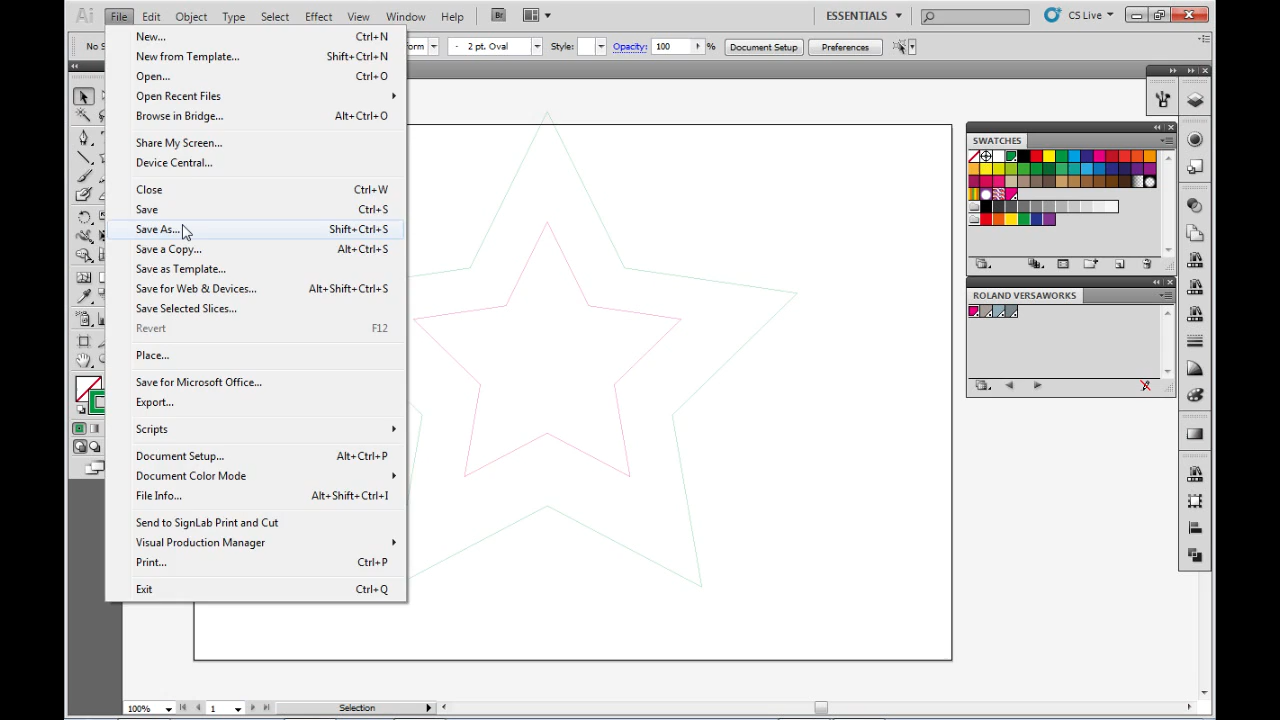 Ai File Edit Object Type Select Effect View Window Help Br ESSENTIALS CS Live
No S
orm 2 pt. Oval Style: Opacity: 100 % Document Setup Preferences
New... Ctrl+N
New from Template... Shift+Ctrl+N
Open... Ctrl+O
Open Recent Files
Browse in Bridge... Alt+Ctrl+O
Share My Screen...
Device Central...
Close Ctrl+W
Save Ctrl+S
Save As... Shift+Ctrl+S
Save a Copy... Alt+Ctrl+S
Save as Template...
Save for Web & Devices... Alt+Shift+Ctrl+S
Save Selected Slices...
Revert F12
Place...
Save for Microsoft Office...
Export...
Scripts
Document Setup... Alt+Ctrl+P
Document Color Mode
File Info... Alt+Shift+Ctrl+I
Send to SignLab Print and Cut
Visual Production Manager
Print... Ctrl+P
Exit Ctrl+Q
SWATCHES
ROLAND VERSAWORKS
100% 1 Selection